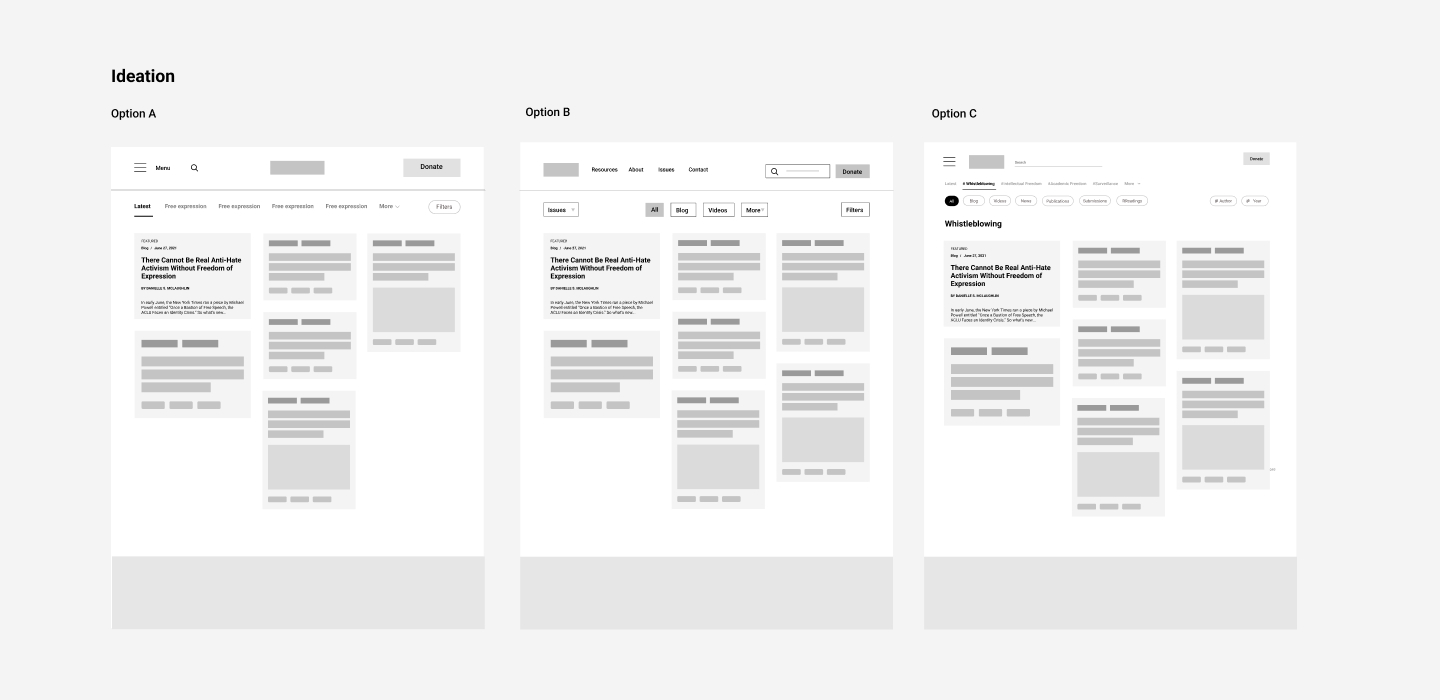 Ideation
Option A
Menu
Donate
Latest
Free expression
Free expression
Free expression
Free expression
More
Filters
FEATURED
Blog / June 27, 2021
There Cannot Be Real Anti-Hate
Activism Without Freedom of
Expression
BY DANIELLE S. MCLAUGHLIN
In early June, the New York Times ran a piece by Michael
Powell entitled "Once a Bastion of Free Speech, the
ACLU Faces an Identity Crisis." So what's new...
Option B
Resources
About
Issues
Contact
Donate
Issues
All
Blog
Videos
More
Filters
FEATURED
Blog / June 27, 2021
There Cannot Be Real Anti-Hate
Activism Without Freedom of
Expression
BY DANIELLE S. MCLAUGHLIN
In early June, the New York Times ran a piece by Michael
Powell entitled "Once a Bastion of Free Speech, the
ACLU Faces an Identity Crisis." So what's new...
Option C
Search
Donate
Latest
# Whistleblowing
#Intellectual Freedom
#Academic Freedom
#Surveillance
More
All
Blog
Videos
News
Publications
Submissions
BReadings
# Author
# Year
Whistleblowing
FEATURED
Blog / June 27, 2021
There Cannot Be Real Anti-Hate
Activism Without Freedom of
Expression
BY DANIELLE S. MCLAUGHLIN
In early June, the New York Times ran a piece by Michael
Powell entitled "Once a Bastion of Free Speech, the
ACLU Faces an Identity Crisis." So what's new...